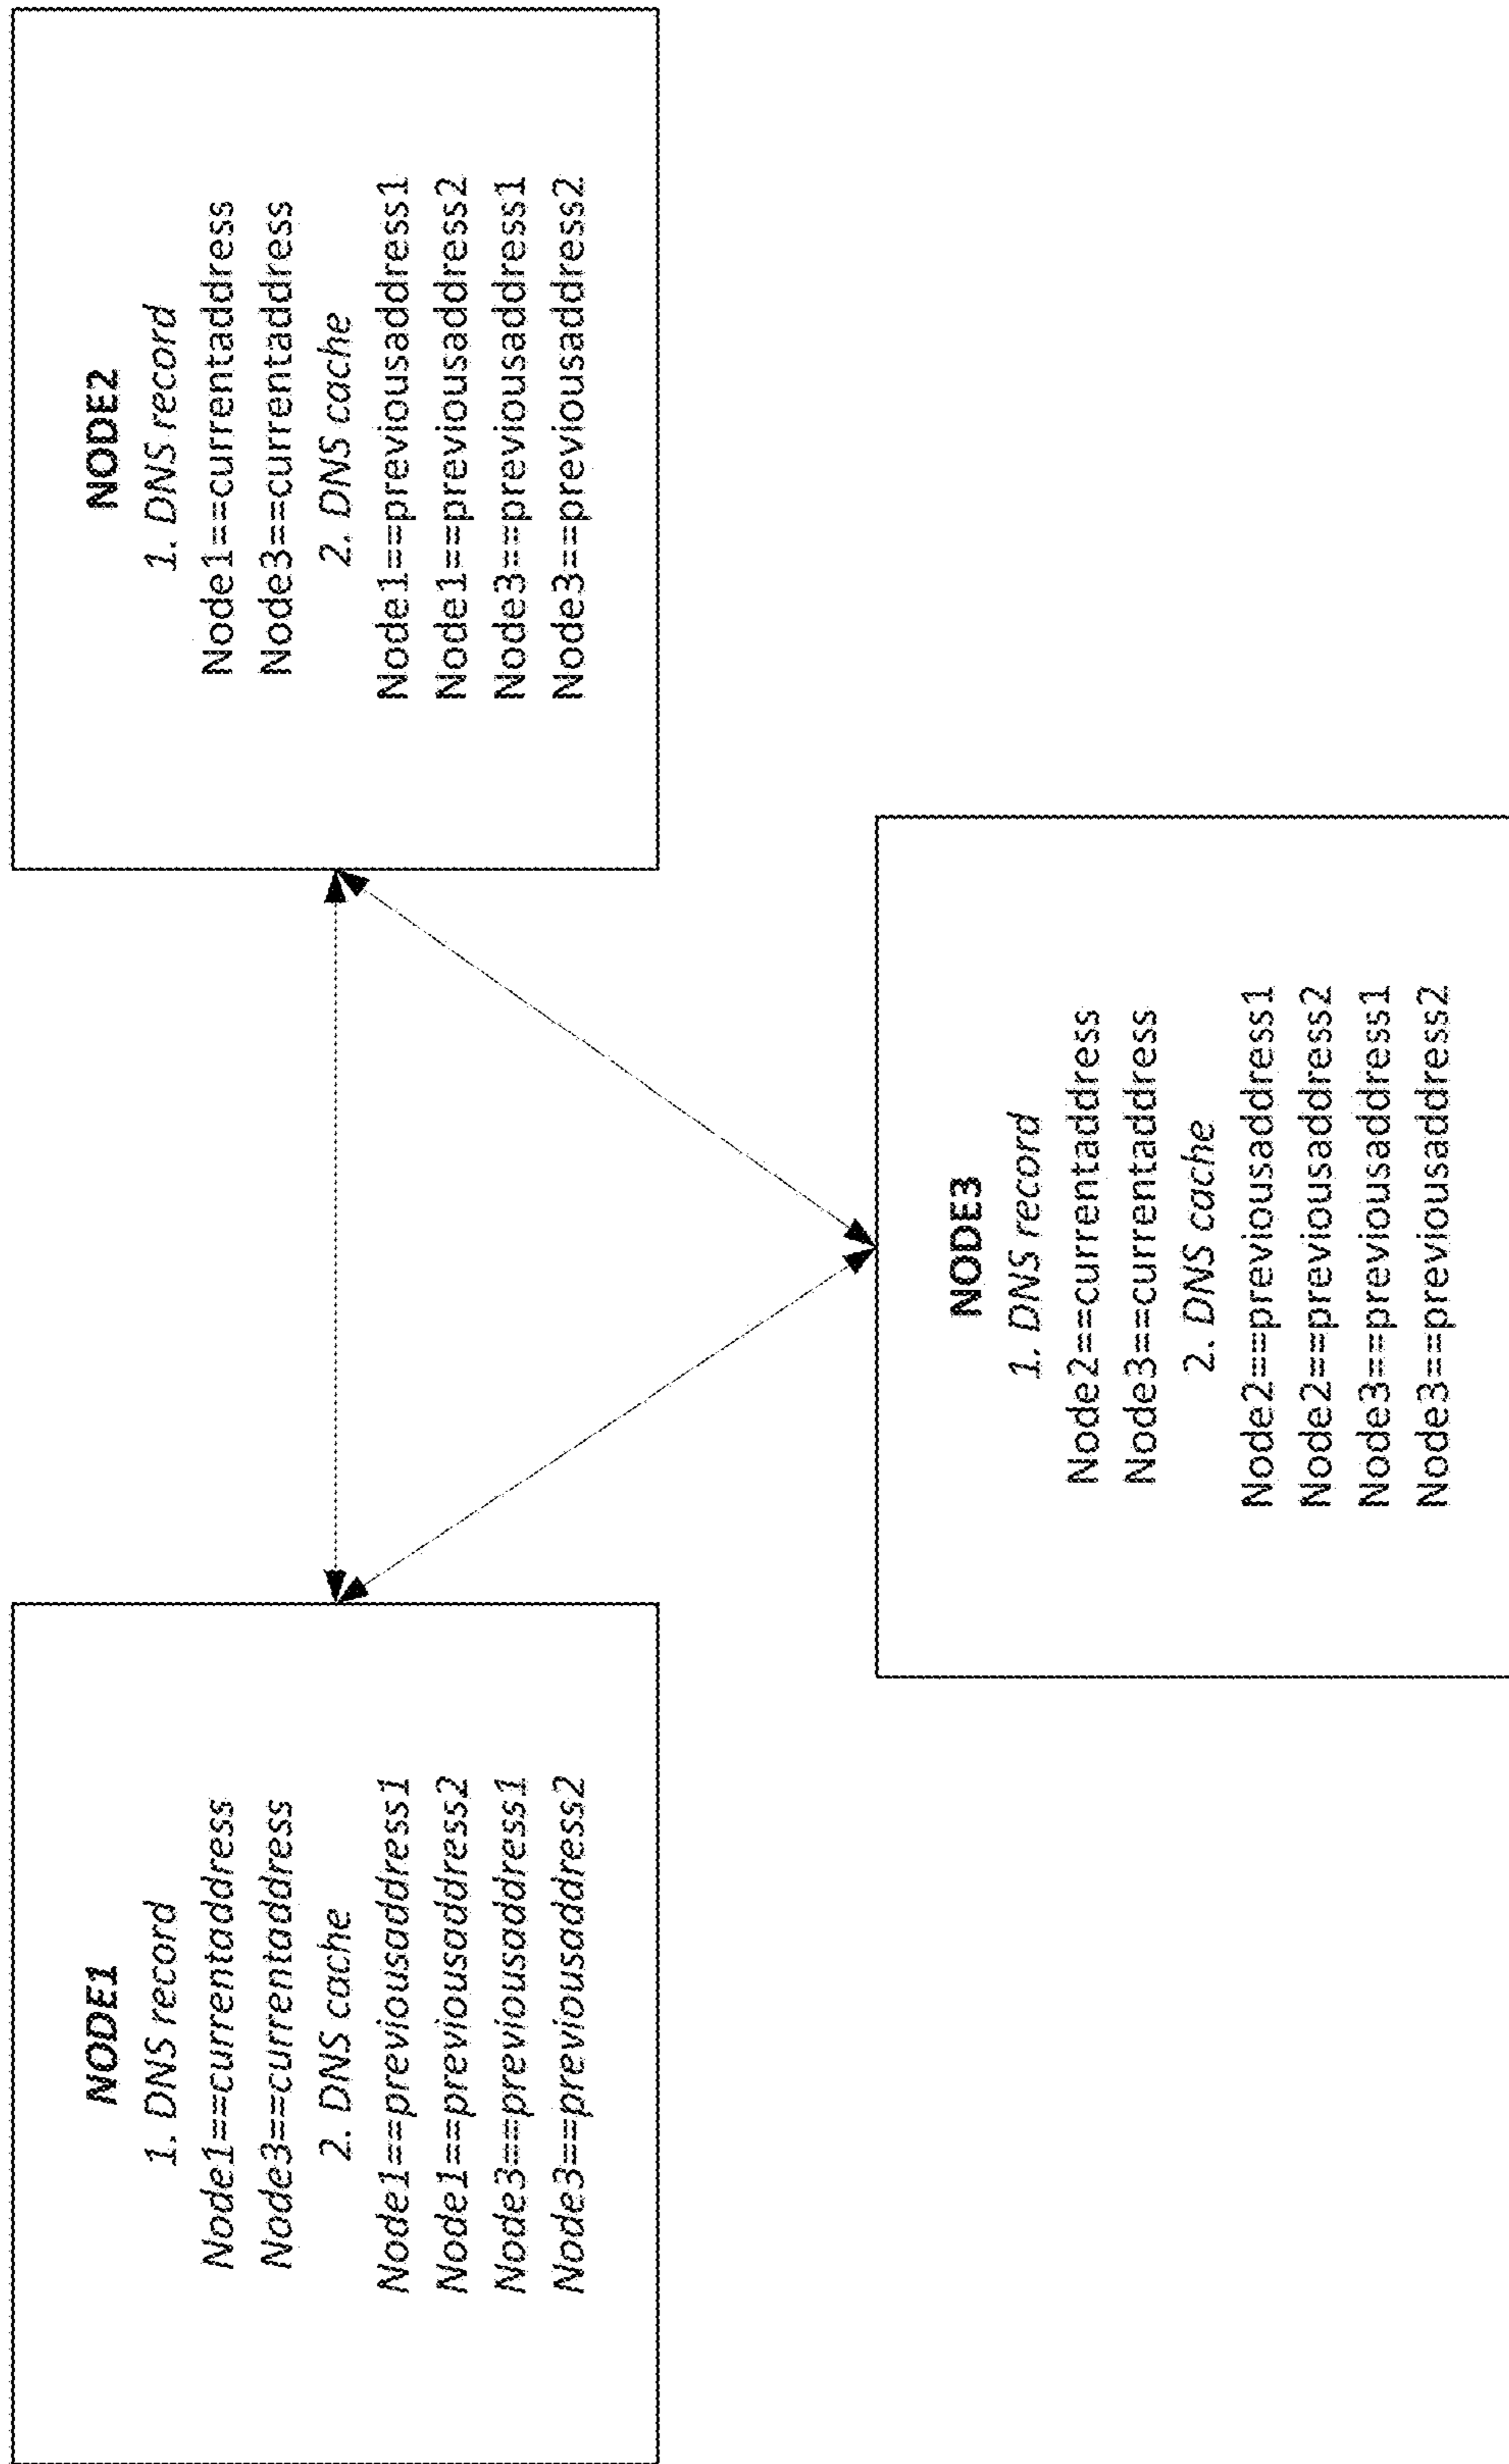 NODE1
1. DNS record
Node1==currentaddress
Node3==currentaddress
2. DNS cache
Node1==previousaddress1
Node1==previousaddress2
Node3==previousaddress1
Node3==previousaddress2
NODE2
1. DNS record
Node1==currentaddress
Node3==currentaddress
2. DNS cache
Node1==previousaddress1
Node1==previousaddress2
Node3==previousaddress1
Node3==previousaddress2
NODE3
1. DNS record
Node2==currentaddress
Node3==currentaddress
2. DNS cache
Node2==previousaddress1
Node2==previousaddress2
Node3==previousaddress1
Node3==previousaddress2